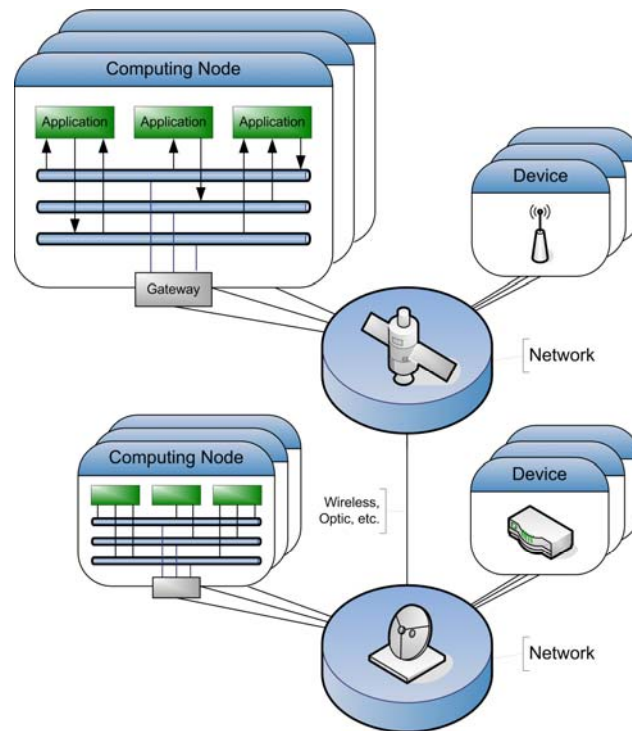 Computing Node
Application
Application
Application
Gateway
Device
Network
Computing Node
Wireless,
Optic, etc.
Device
Network